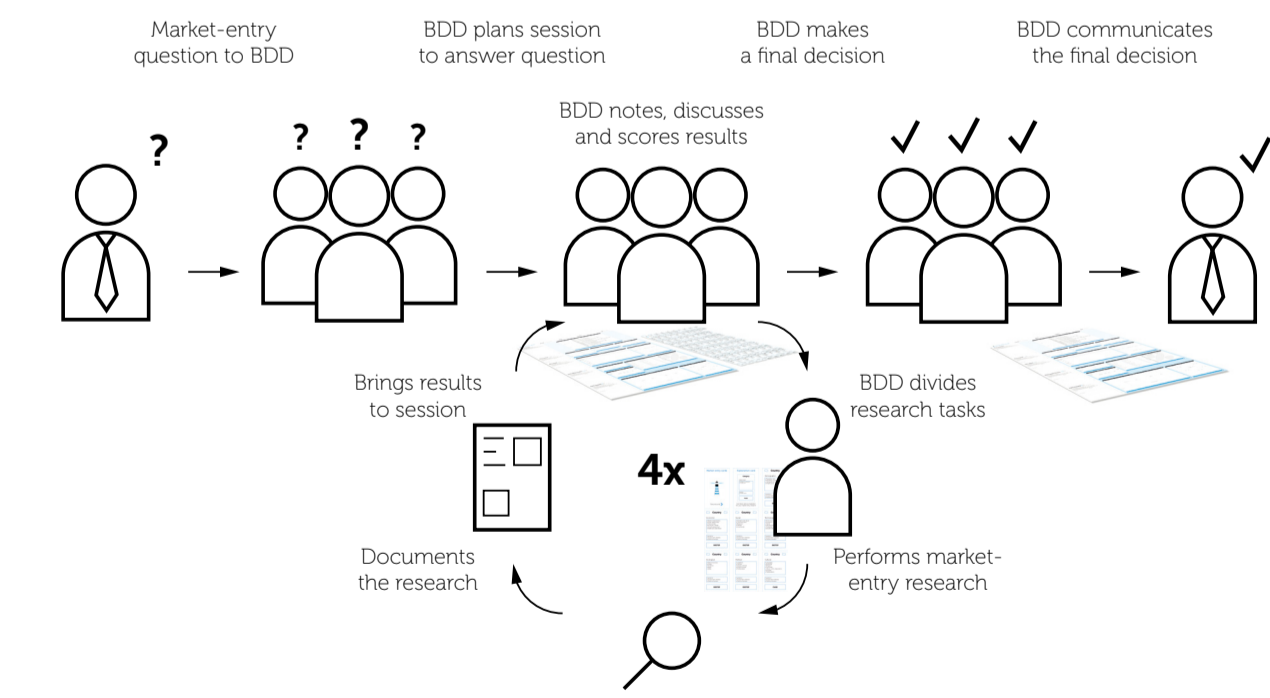 Market-entry
question to BDD
BDD plans session
to answer question
BDD makes
a final decision
BDD communicates
the final decision
BDD notes, discusses
and scores results
?
? ? ?
Brings results
to session
BDD divides
research tasks
4x
Documents
the research
Performs market-
entry research